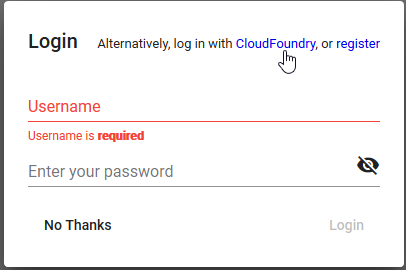 Login Alternatively, log in with CloudFoundry, or register
Username
Username is required
Enter your password
No Thanks Login